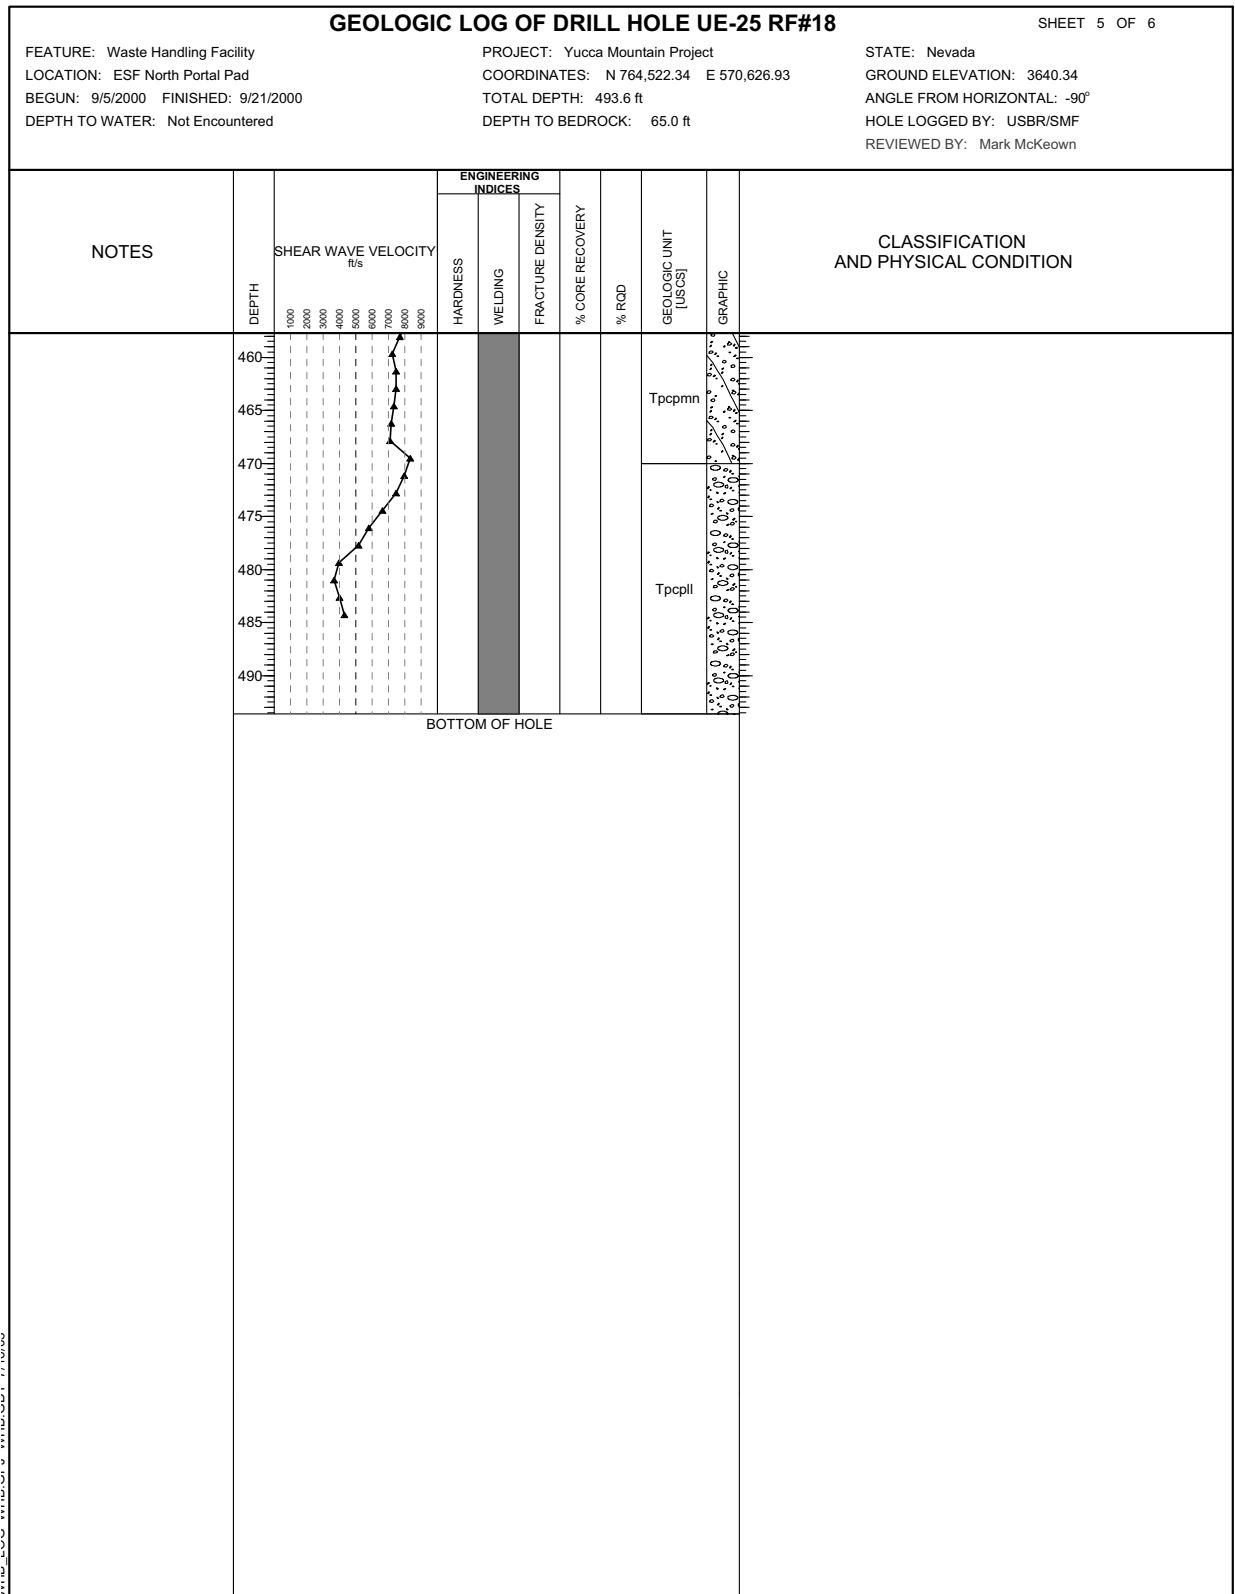 GEOLOGIC LOG OF DRILL HOLE UE-25 RF#18
SHEET 5 OF 6
FEATURE: Waste Handling Facility
PROJECT: Yucca Mountain Project
STATE: Nevada
LOCATION: ESF North Portal Pad
COORDINATES: N 764,522.34 E 570,626.93
GROUND ELEVATION: 3640.34
BEGUN: 9/5/2000 FINISHED: 9/21/2000
TOTAL DEPTH: 493.6 ft
ANGLE FROM HORIZONTAL: -90°
DEPTH TO WATER: Not Encountered
DEPTH TO BEDROCK: 65.0 ft
HOLE LOGGED BY: USBR/SMF
REVIEWED BY: Mark McKeown
NOTES
DEPTH
SHEAR WAVE VELOCITY
ft/s
1000
2000
3000
4000
5000
6000
7000
8000
9000
ENGINEERING
INDICES
HARDNESS
WELDING
FRACTURE DENSITY
% CORE RECOVERY
% RQD
GEOLOGIC UNIT
[USCS]
GRAPHIC
CLASSIFICATION
AND PHYSICAL CONDITION
460
465
470
475
480
485
490
Tpcpmn
Tpcpll
BOTTOM OF HOLE